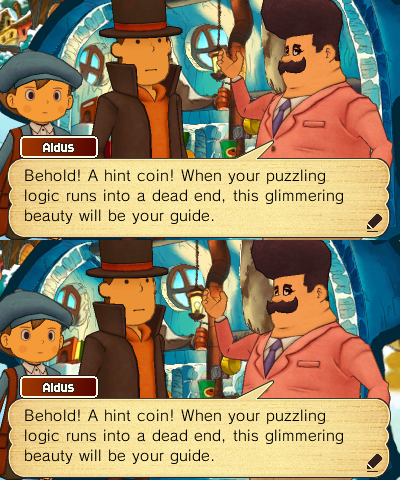 Aldus
Behold! A hint coin! When your puzzling
logic runs into a dead end, this glimmering
beauty will be your guide.
Aldus
Behold! A hint coin! When your puzzling
logic runs into a dead end, this glimmering
beauty will be your guide.